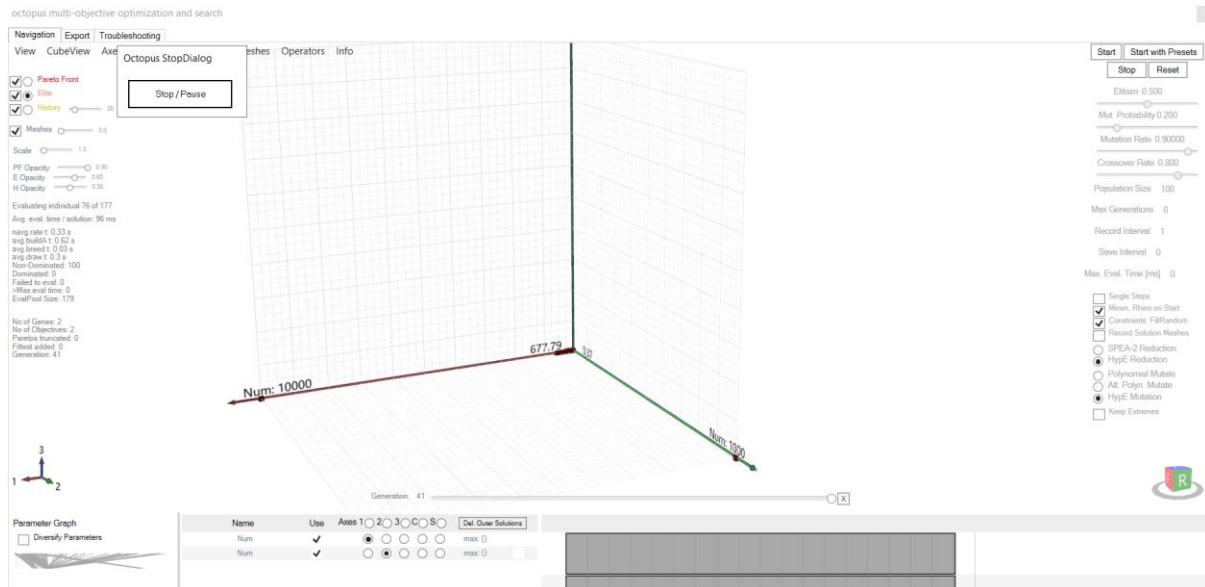 octopus multi-objective optimization and search
Navigation Export Troubleshooting
View CubeView Axe
eshes Operators Info
Octopus StopDialog
Stop / Pause
Pareto Front
Elite
History 20
Meshes 3.0
Scale 1.5
PF Opacity 0.90
E Opacity 0.60
H Opacity 0.50
Evaluating individual 76 of 177
Avg. eval. time / solution: 96 ms
navg.rate t: 0.33 s
avg.buildA t: 0.62 s
avg.breed t: 0.03 s
avg.draw t: 0.3 s
Non-Dominated: 100
Dominated: 0
Failed to eval: 0
>Max eval time: 0
EvalPool Size: 179
No of Genes: 2
No of Objectives: 2
Paretos truncated: 0
Fittest added: 0
Generation: 41
3
1
2
Num: 10000
677.79
0.37
Num: 1000
Generation: 41
X
Start Start with Presets
Stop Reset
Elitism 0.500
Mut. Probability 0.200
Mutation Rate 0.90000
Crossover Rate 0.800
Population Size 100
Max Generations 0
Record Interval 1
Save Interval 0
Max. Eval. Time [ms] 0
Single Steps
Minim. Rhino on Start
Constraints: FillRandom
Record Solution Meshes
SPEA-2 Reduction
HypE Reduction
Polynomial Mutate
Alt. Polyn. Mutate
HypE Mutation
Keep Extremes
R
Parameter Graph
Diversify Parameters
Name Use Axes 1 2 3 C S Del. Outer Solutions
Num max: 0
Num max: 0